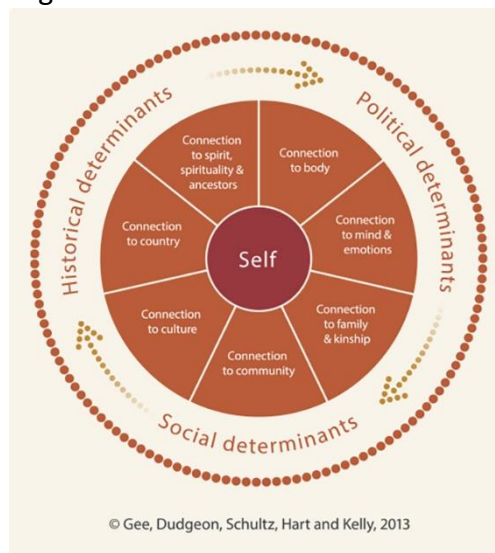 Historical determinants
Political determinants
Social determinants
Connection
to spirit,
spirituality &
ancestors
Connection
to body
Connection
to mind &
emotions
Connection
to family
& kinship
Connection
to community
Connection
to culture
Connection
to country
Self
© Gee, Dudgeon, Schultz, Hart and Kelly, 2013